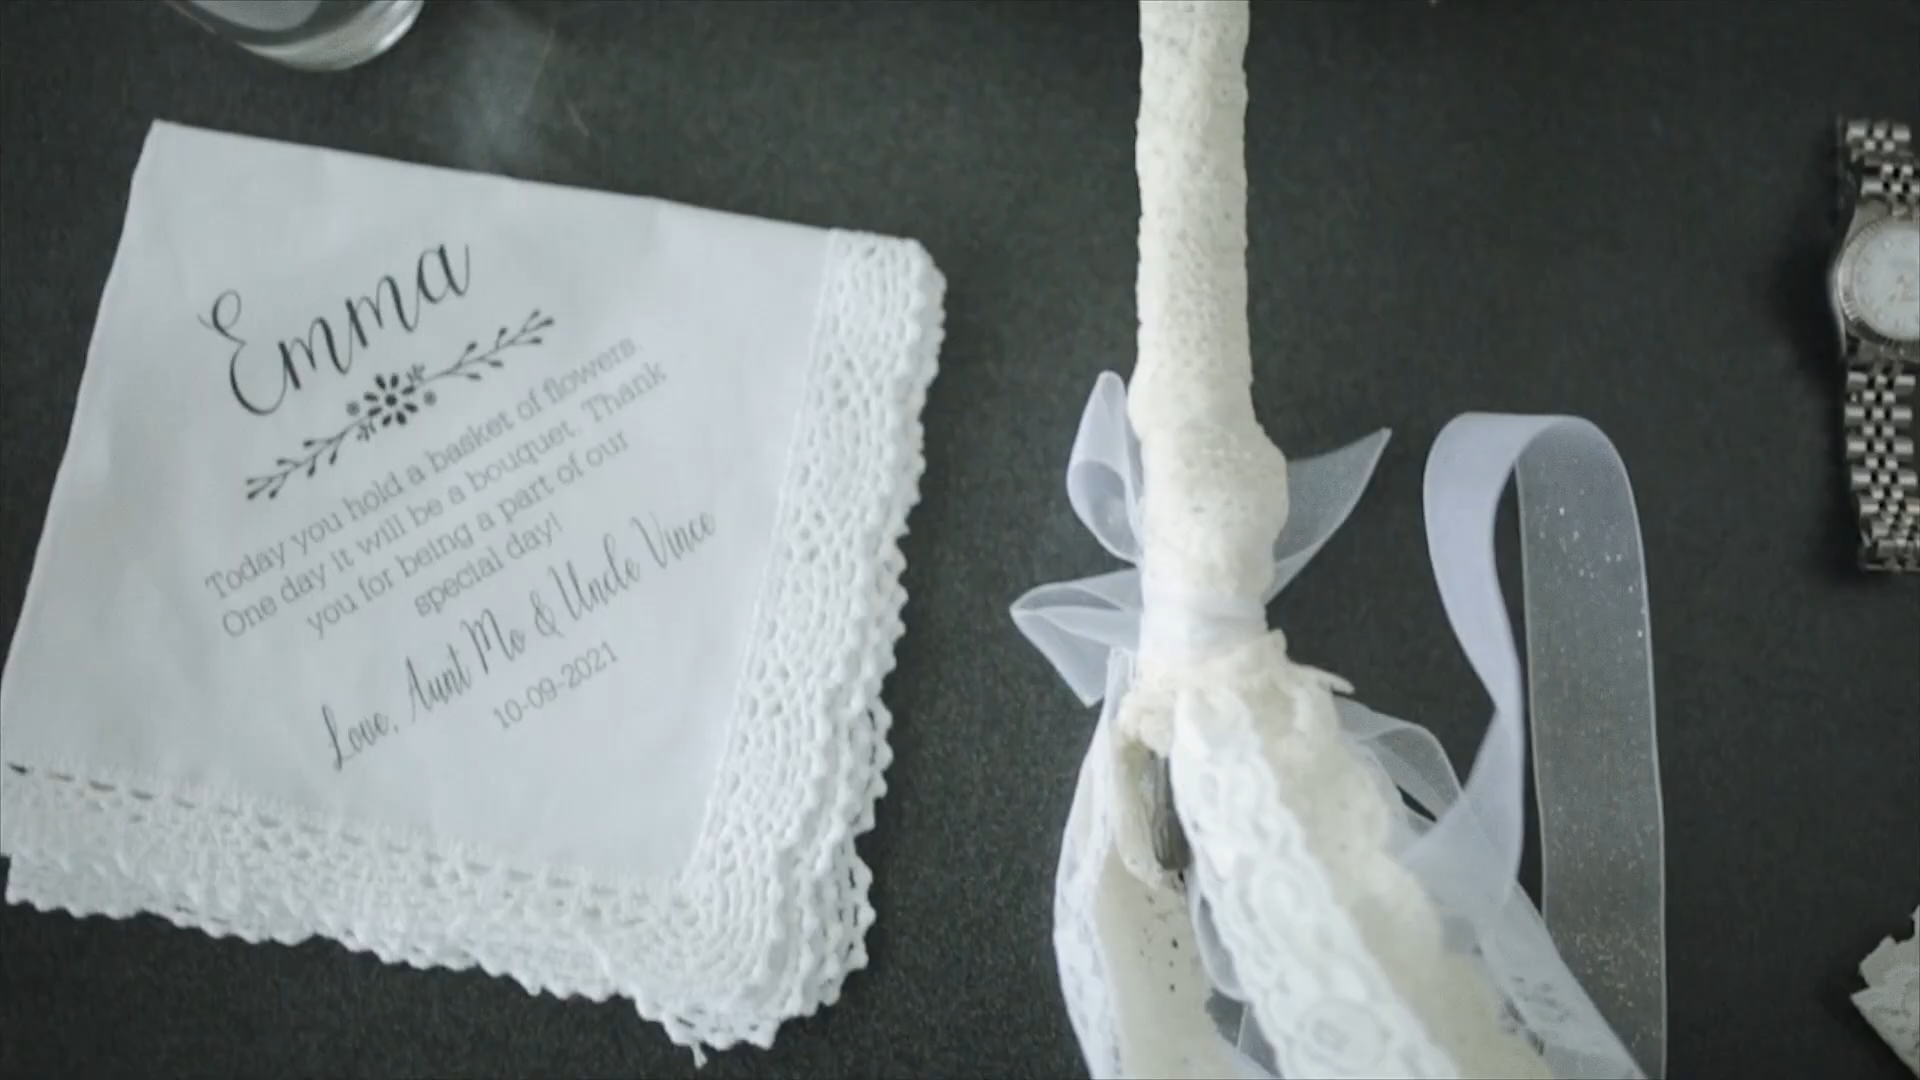 Emma
Today you hold a basket of flowers.
One day it will be a bouquet. Thank
you for being a part of our
special day!
Love, Aunt Mo & Uncle Vince
10-09-2021